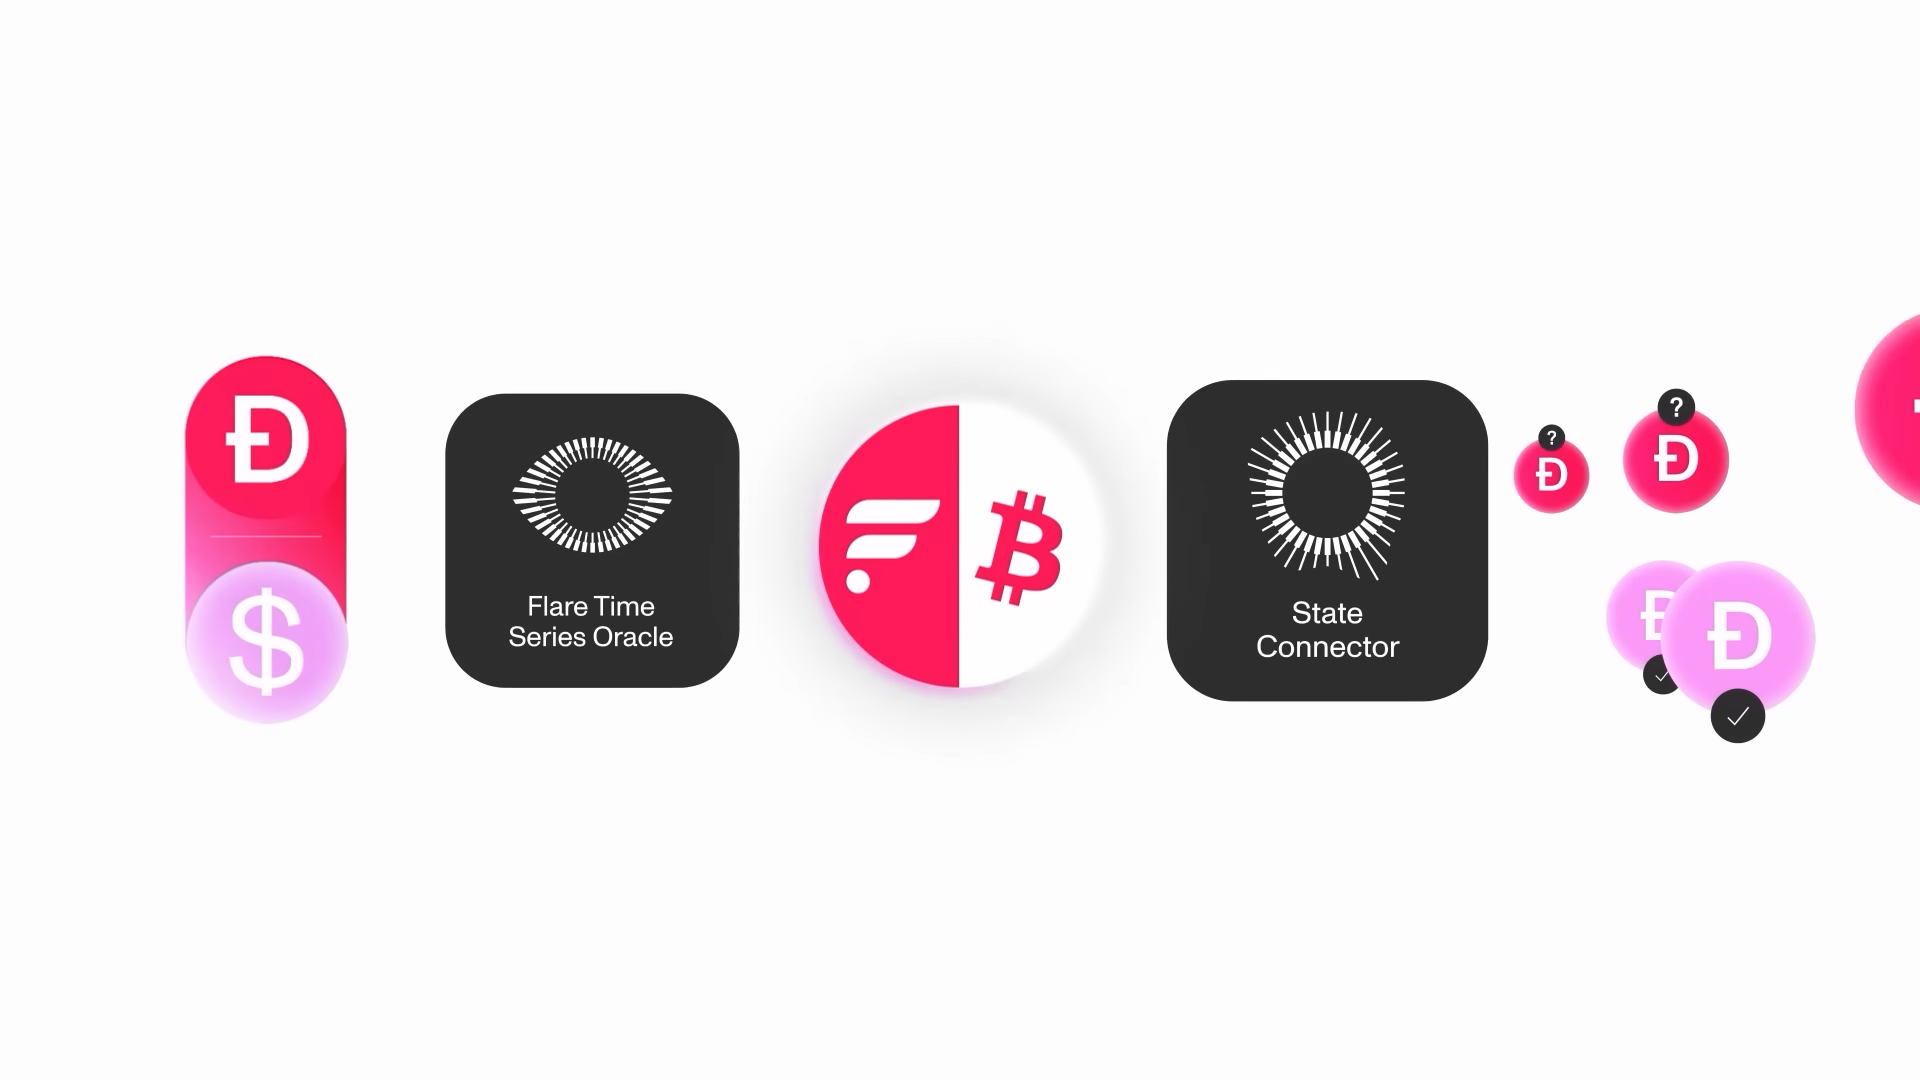 Flare Time
Series Oracle
State
Connector
?
?